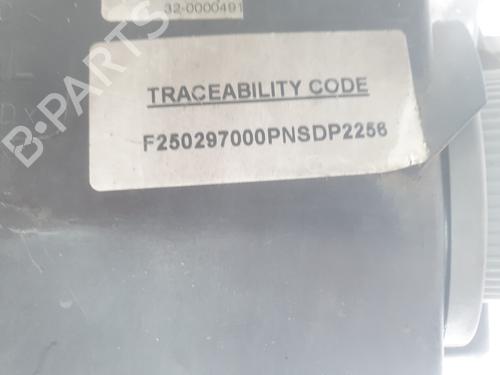 32-0000491
TRACEABILITY CODE
F250297000PNSDP2256
B-PARTS